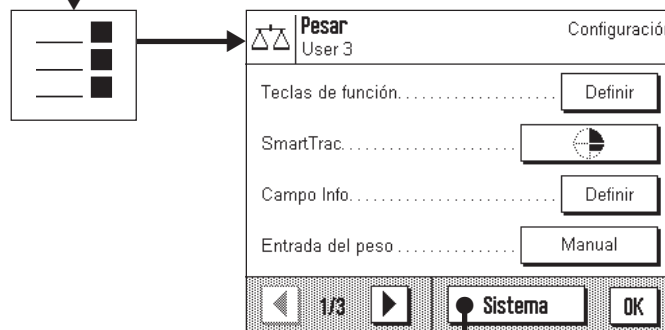 Pesar
User 3
Configuración
Teclas de función.................... Definir
SmartTrac......................
Campo Info.......................... Definir
Entrada del peso............... Manual
1/3 Sistema OK